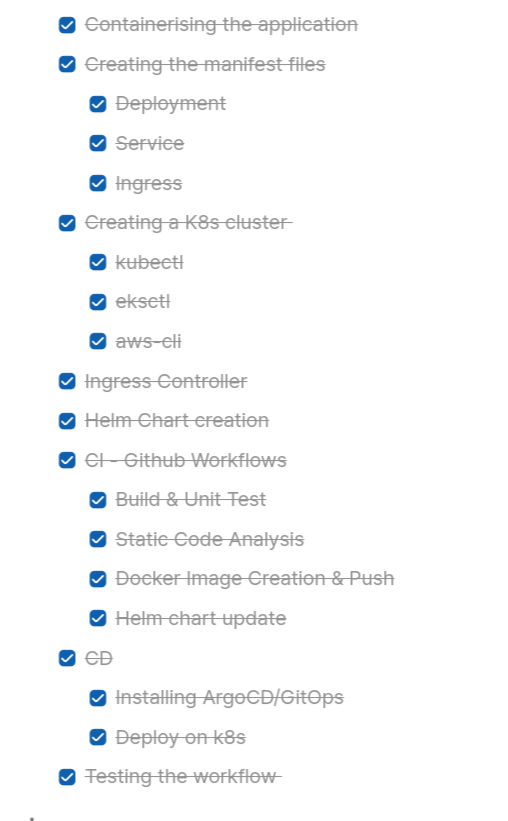 Containerising the application
Creating the manifest files
Deployment
Service
Ingress
Creating a K8s cluster
kubectl
eksctl
aws-cli
Ingress Controller
Helm Chart creation
CI - Github Workflows
Build & Unit Test
Static Code Analysis
Docker Image Creation & Push
Helm chart update
CD
Installing ArgoCD/GitOps
Deploy on k8s
Testing the workflow